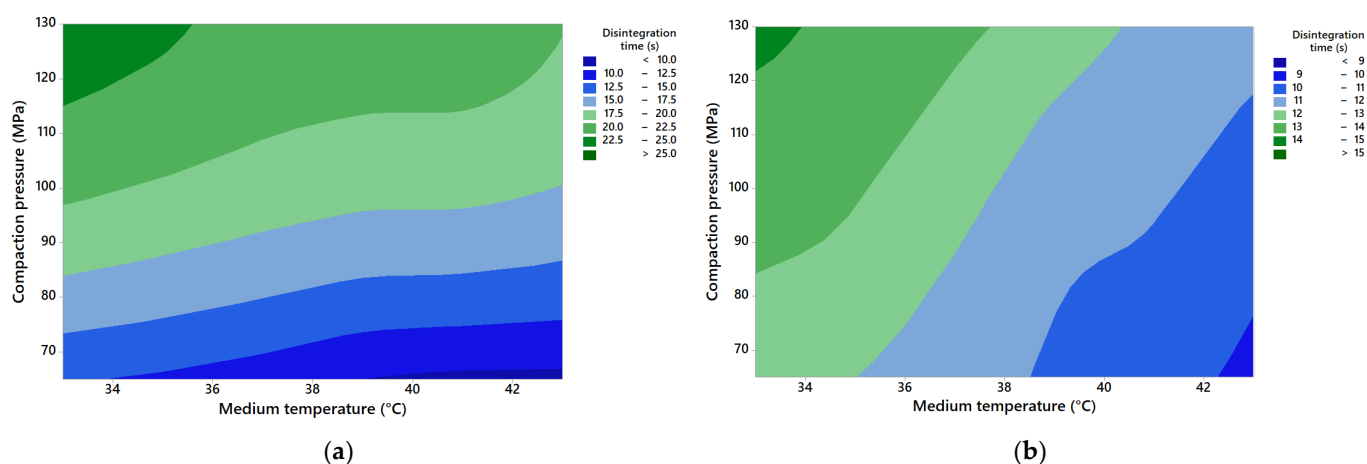 Disintegration
time (s)
< 10.0
10.0 – 12.5
12.5 – 15.0
15.0 – 17.5
17.5 – 20.0
20.0 – 22.5
22.5 – 25.0
> 25.0
Compaction pressure (MPa)
130
120
110
100
90
80
70
34 36 38 40 42
Medium temperature (°C)
(a)
Disintegration
time (s)
< 9
9 – 10
10 – 11
11 – 12
12 – 13
13 – 14
14 – 15
> 15
Compaction pressure (MPa)
130
120
110
100
90
80
70
34 36 38 40 42
Medium temperature (°C)
(b)